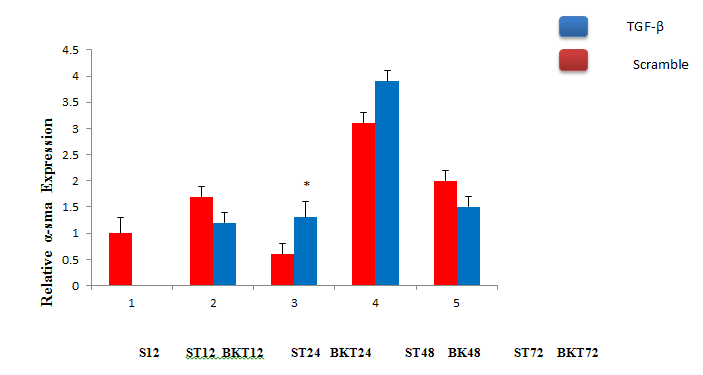 TGF-β
Scramble
4.5
4
3.5
3
2.5
2
1.5
1
0.5
0
Relative α-sma Expression
*
1 2 3 4 5
S12 ST12 BKT12 ST24 BKT24 ST48 BK48 ST72 BKT72